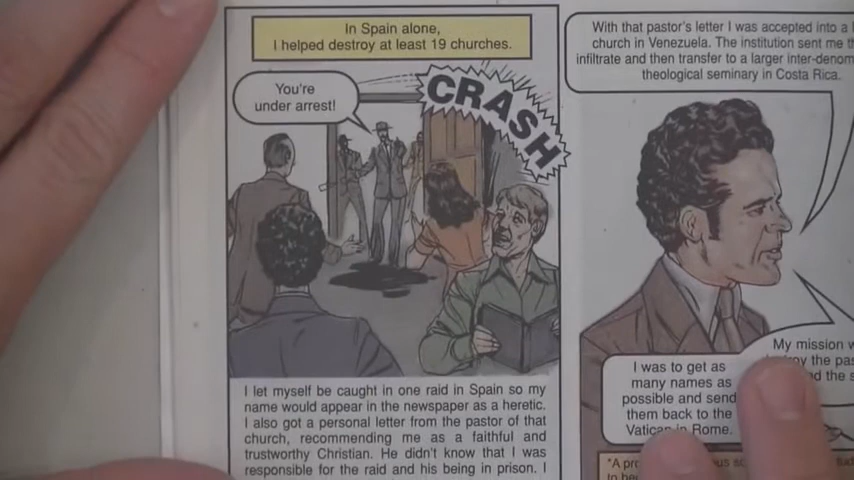 In Spain alone,
I helped destroy at least 19 churches.
You're
under arrest!
CRASH
I let myself be caught in one raid in Spain so my
name would appear in the newspaper as a heretic.
I also got a personal letter from the pastor of that
church, recommending me as a faithful and
trustworthy Christian. He didn't know that I was
responsible for the raid and his being in prison. I
With that pastor's letter I was accepted into a
church in Venezuela. The institution sent me
infiltrate and then transfer to a larger
theological seminary in Costa Rica.
My mission
the
the
I was to get as
many names as
possible and send
them back to the
Vatican in Rome.